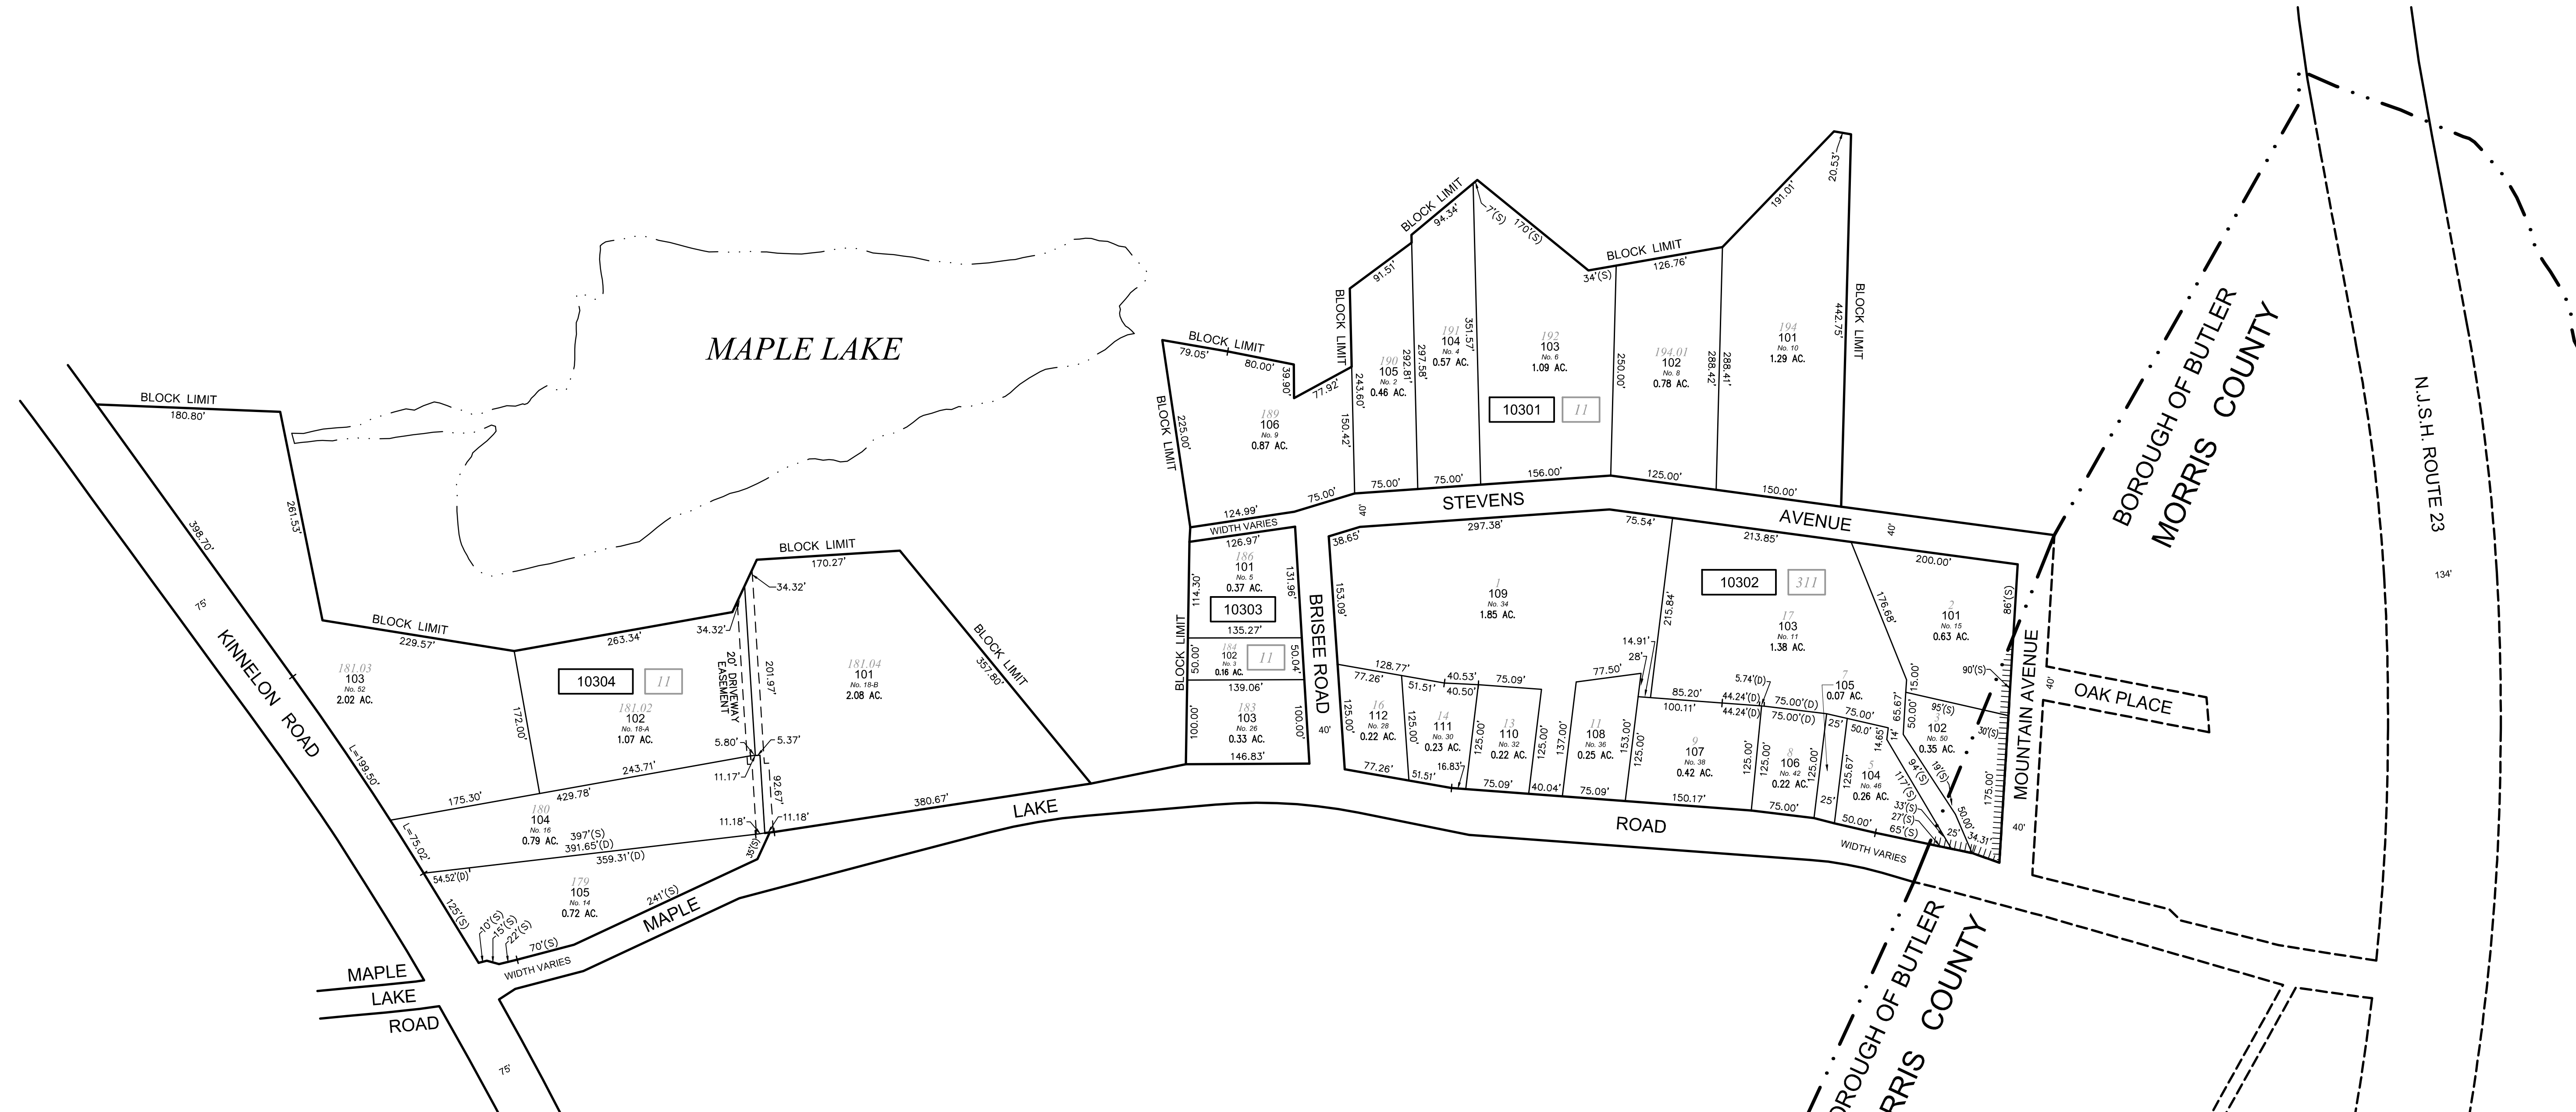 MAPLE LAKE
BLOCK LIMIT
180.80'
261.53'
398.70'
75'
KINNELON ROAD
BLOCK LIMIT
229.57'
181.03
103
No. 52
2.02 AC.
L=199.50'
172.00'
263.34'
10304
11
181.02
102
No. 18-A
1.07 AC.
243.71'
175.30'
429.78'
L=75.02'
180
104
No. 16
0.79 AC.
397'(S)
391.65'(D)
359.31'(D)
54.52'(D)
179
105
No. 14
0.72 AC.
125'(S)
10'(S)
15'(S)
22'(S)
70'(S)
241'(S)
35'(S)
WIDTH VARIES
MAPLE
LAKE
ROAD
75'
BLOCK LIMIT
170.27'
34.32'
34.32'
20' DRIVEWAY
EASEMENT
201.97'
5.80'
5.37'
11.17'
92.67'
11.18'
11.18'
181.04
101
No. 18-B
2.08 AC.
BLOCK LIMIT
357.80'
380.67'
MAPLE
LAKE
ROAD
BLOCK LIMIT
79.05'
80.00'
39.90'
77.92'
BLOCK LIMIT
225.00'
189
106
No. 9
0.87 AC.
124.99'
75.00'
WIDTH VARIES
126.97'
186
101
No. 5
0.37 AC.
114.30'
131.96'
10303
135.27'
184
102
No. 3
0.16 AC.
11
50.00'
50.04'
139.06'
183
103
No. 26
0.33 AC.
100.00'
100.00'
146.83'
BLOCK LIMIT
BRISEE ROAD
40'
BLOCK LIMIT
91.51'
BLOCK LIMIT
94.34'
7'(S)
170'(S)
34'(S)
BLOCK LIMIT
126.76'
191.01'
20.53'
BLOCK LIMIT
442.75'
243.60'
150.42'
190
105
No. 2
0.46 AC.
292.81'
297.58'
191
104
No. 4
0.57 AC.
351.57'
192
103
No. 6
1.09 AC.
10301
11
250.00'
194.01
102
No. 8
0.78 AC.
288.42'
288.41'
194
101
No. 10
1.29 AC.
75.00'
75.00'
156.00'
125.00'
150.00'
40'
STEVENS
AVENUE
40'
38.65'
297.38'
75.54'
213.85'
200.00'
153.09'
1
109
No. 34
1.85 AC.
215.84'
10302
311
17
103
No. 11
1.38 AC.
176.68'
2
101
No. 15
0.63 AC.
86'(S)
90'(S)
15.00'
65.67'
50.00'
95'(S)
30'(S)
3
102
No. 50
0.35 AC.
175.00'
19'(S)
94'(S)
50.00'
34.31'
25'
14.91'
28'
128.77'
77.26'
51.51'
40.53'
40.50'
75.09'
77.50'
85.20'
100.11'
5.74'(D)
44.24'(D)
44.24'(D)
75.00'(D)
75.00'(D)
7
105
0.07 AC.
75.00'
25'
50.0'
14.65'
14'
125.00'
16
112
No. 28
0.22 AC.
125.00'
14
111
No. 30
0.23 AC.
125.00'
13
110
No. 32
0.22 AC.
125.00'
137.00'
11
108
No. 36
0.25 AC.
153.00'
125.00'
9
107
No. 38
0.42 AC.
125.00'
125.00'
8
106
No. 42
0.22 AC.
125.00'
125.67'
5
104
No. 46
0.26 AC.
117'(S)
33'(S)
27'(S)
65'(S)
77.26'
51.51'
16.83'
75.09'
40.04'
75.09'
150.17'
75.00'
25'
50.00'
WIDTH VARIES
MOUNTAIN AVENUE
40'
40'
OAK PLACE
BOROUGH OF BUTLER
MORRIS COUNTY
BOROUGH OF BUTLER
RRIS COUNTY
N.J.S.H. ROUTE 23
134'